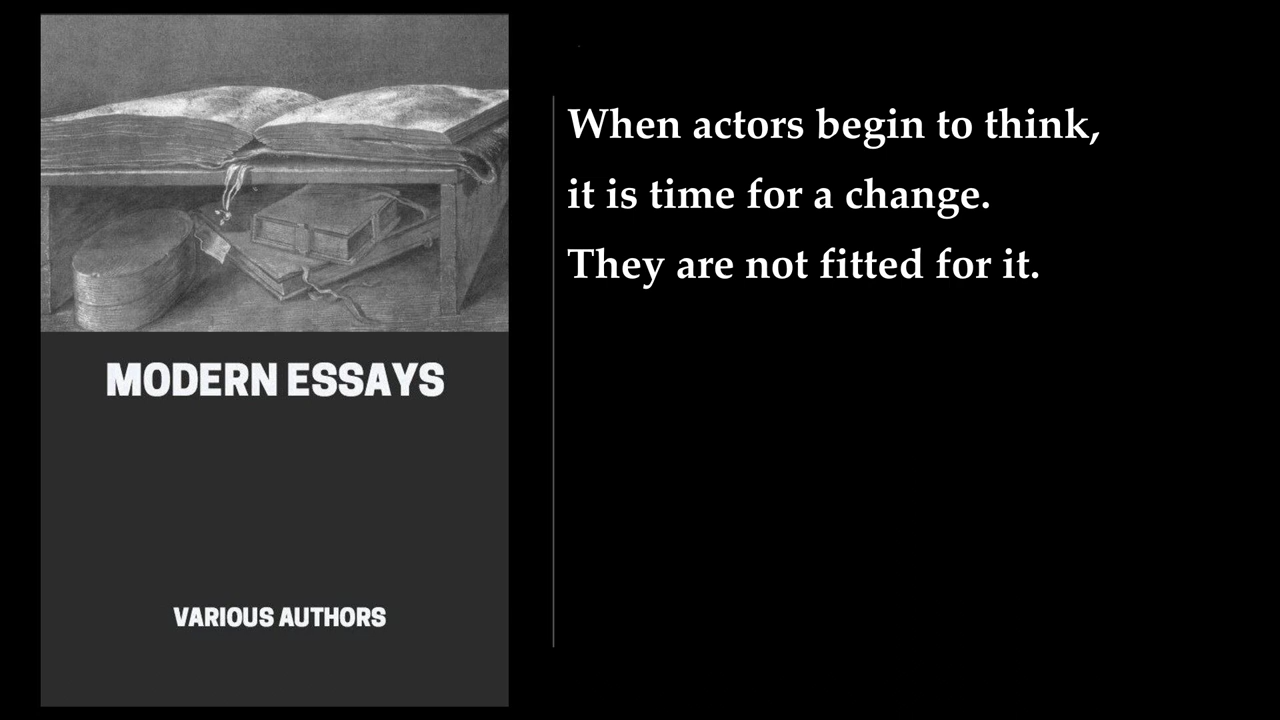 MODERN ESSAYS
VARIOUS AUTHORS
When actors begin to think,
it is time for a change.
They are not fitted for it.